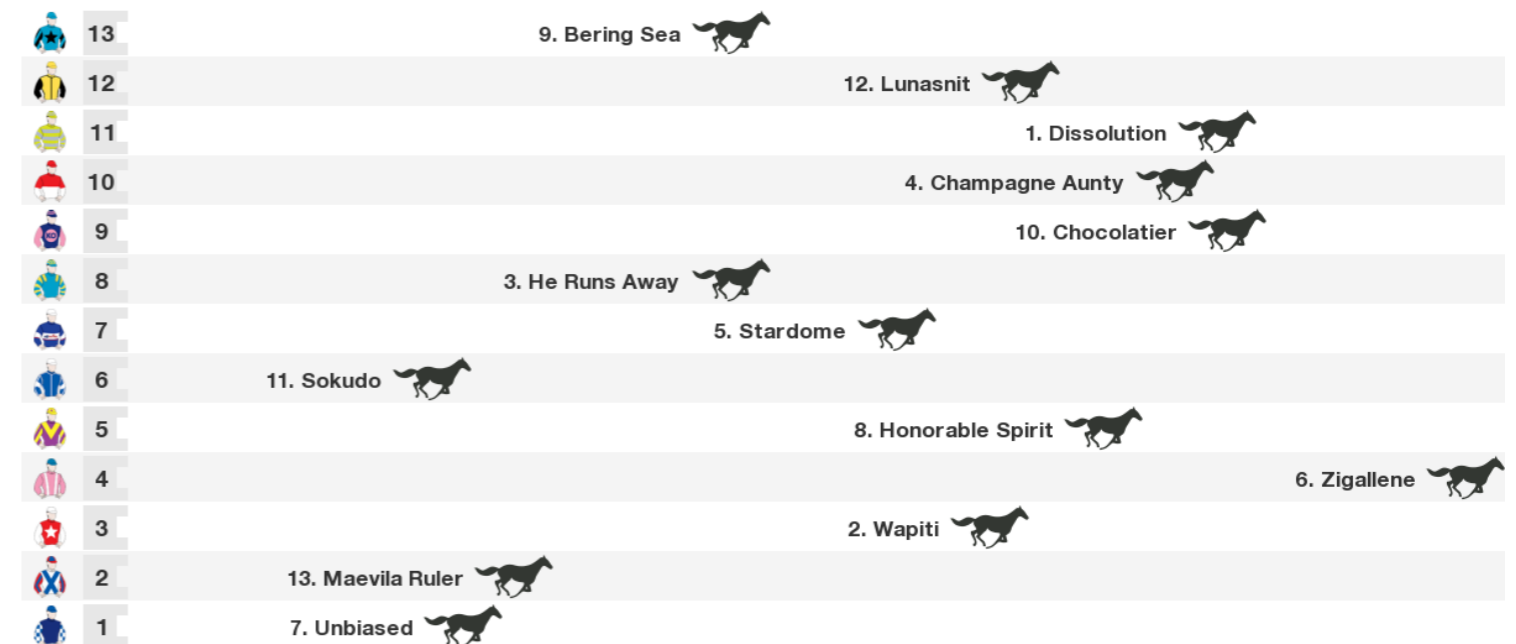 13 9. Bering Sea
12 12. Lunasnit
11 1. Dissolution
10 4. Champagne Aunty
9 10. Chocolatier
8 3. He Runs Away
7 5. Stardome
6 11. Sokudo
5 8. Honorable Spirit
4 6. Zigallene
3 2. Wapiti
2 13. Maevila Ruler
1 7. Unbiased